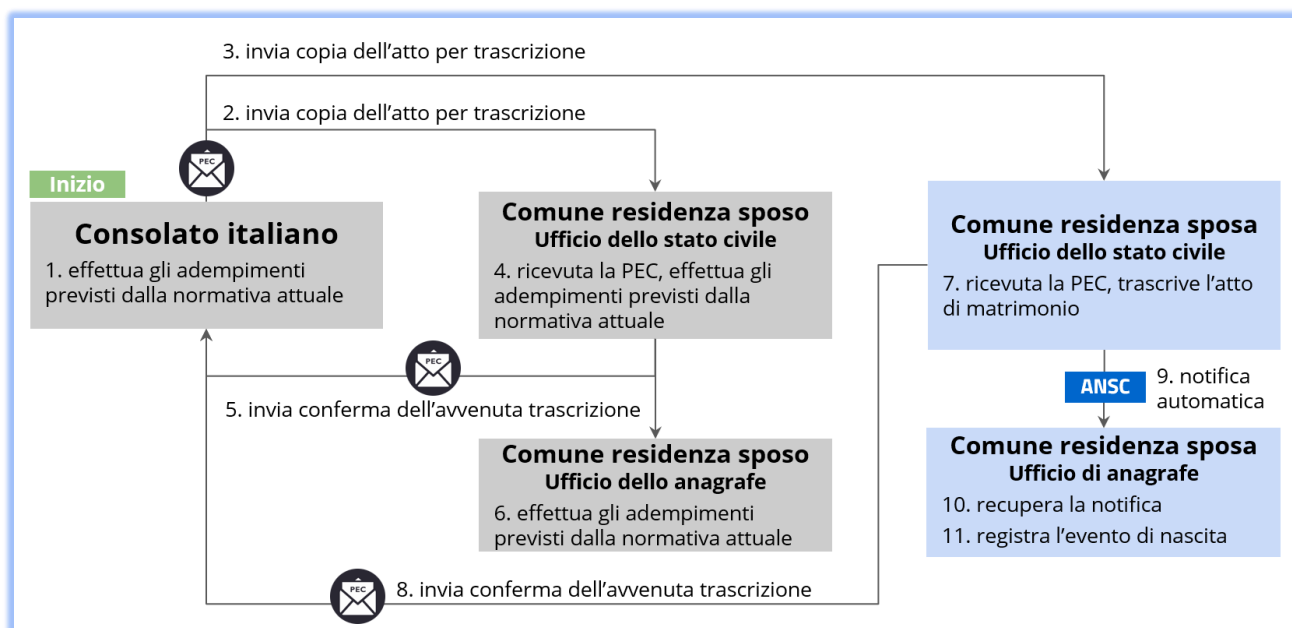 3. invia copia dell'atto per trascrizione
2. invia copia dell'atto per trascrizione
PEC
Inizio
Consolato italiano
1. effettua gli adempimenti
previsti dalla normativa attuale
Comune residenza sposo
Ufficio dello stato civile
4. ricevuta la PEC, effettua gli
adempimenti previsti dalla
normativa attuale
Comune residenza sposa
Ufficio dello stato civile
7. ricevuta la PEC, trascrive l'atto
di matrimonio
PEC
5. invia conferma dell'avvenuta trascrizione
ANSC
9. notifica
automatica
Comune residenza sposo
Ufficio dello anagrafe
6. effettua gli adempimenti
previsti dalla normativa attuale
Comune residenza sposa
Ufficio di anagrafe
10. recupera la notifica
11. registra l'evento di nascita
PEC
8. invia conferma dell'avvenuta trascrizione